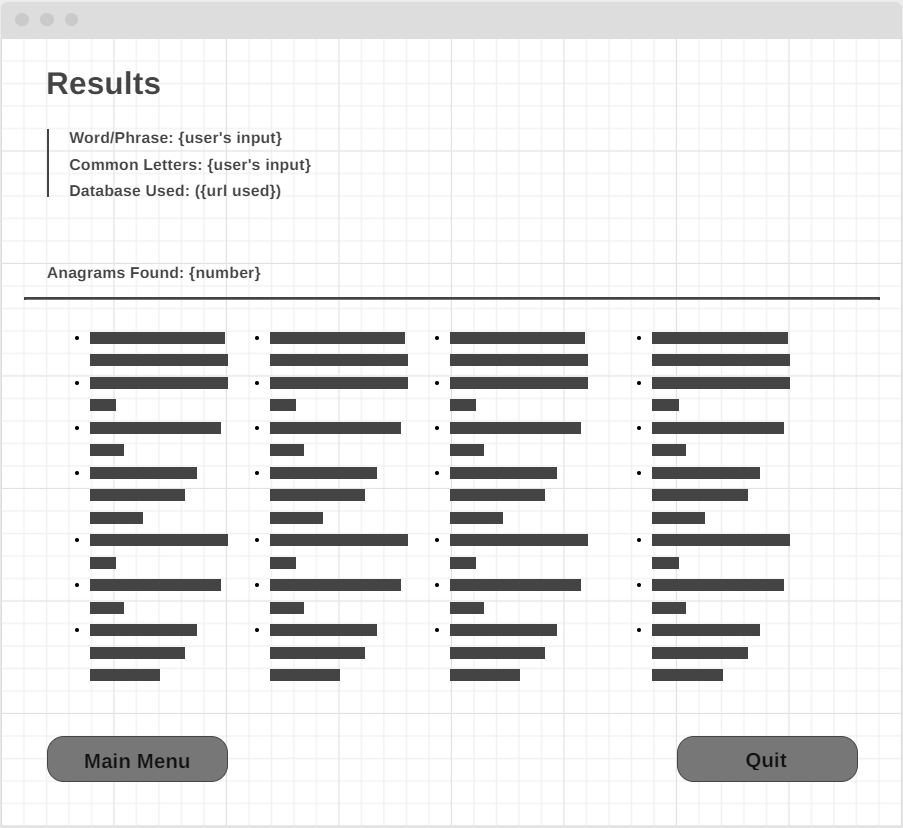 Results
Word/Phrase: {user's input}
Common Letters: {user's input}
Database Used: ({url used})
Anagrams Found: {number}
Main Menu
Quit